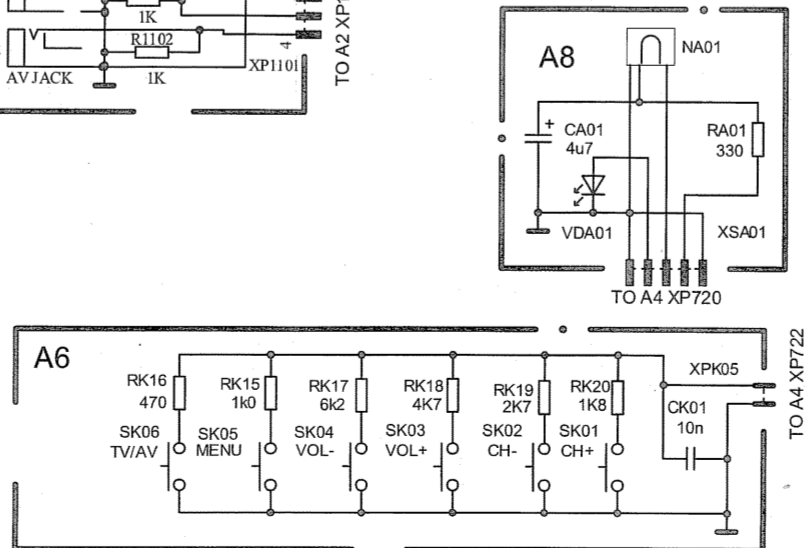 1K
R1102
4
XP1101
AV JACK
1K
TO A2 XP1
A8
NA01
+
CA01
4u7
RA01
330
VDA01
XSA01
TO A4 XP720
A6
RK16
470
RK15
1k0
RK17
6k2
RK18
4K7
RK19
2K7
RK20
1K8
XPK05
CK01
10n
SK06
TV/AV
SK05
MENU
SK04
VOL-
SK03
VOL+
SK02
CH-
SK01
CH+
TO A4 XP722